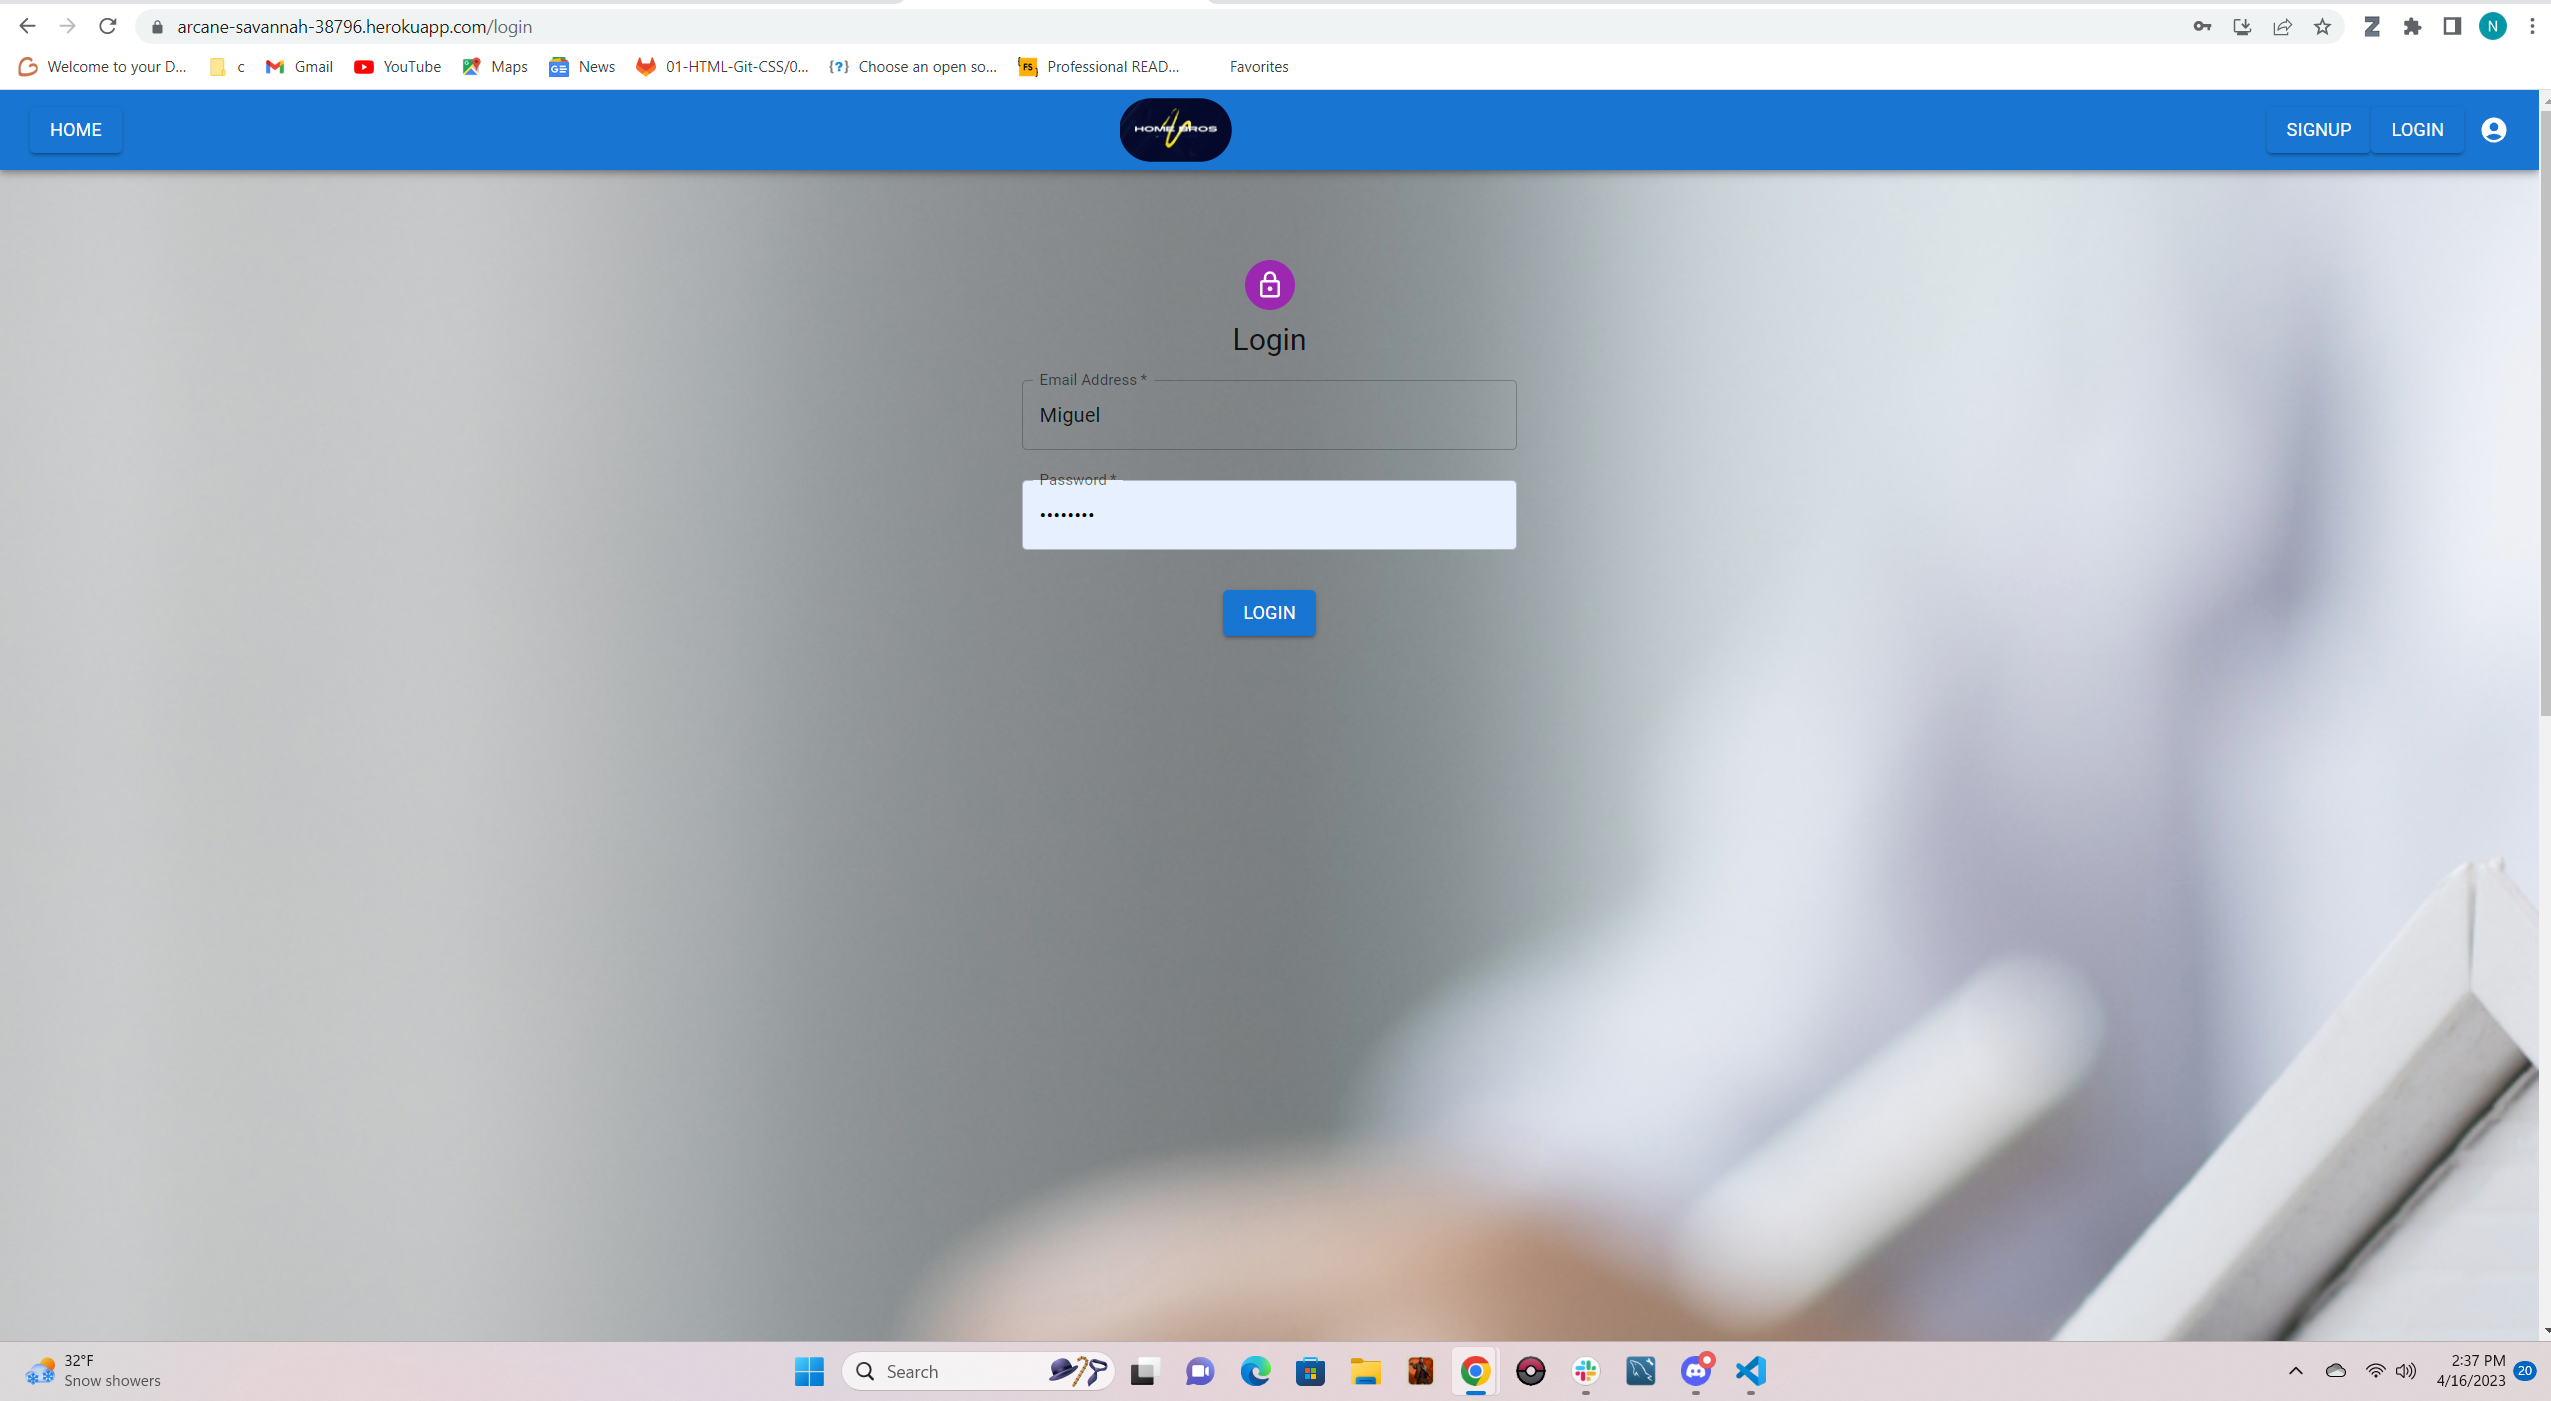 arcane-savannah-38796.herokuapp.com/login
N
Welcome to your D...
c
Gmail
YouTube
Maps
News
01-HTML-Git-CSS/0...
Choose an open so...
FS
Professional READ...
Favorites
HOME
HOME BROS
SIGNUP
LOGIN
Login
Email Address *
Miguel
Password *
••••••••
LOGIN
32°F
Snow showers
Search
2:37 PM
4/16/2023
20